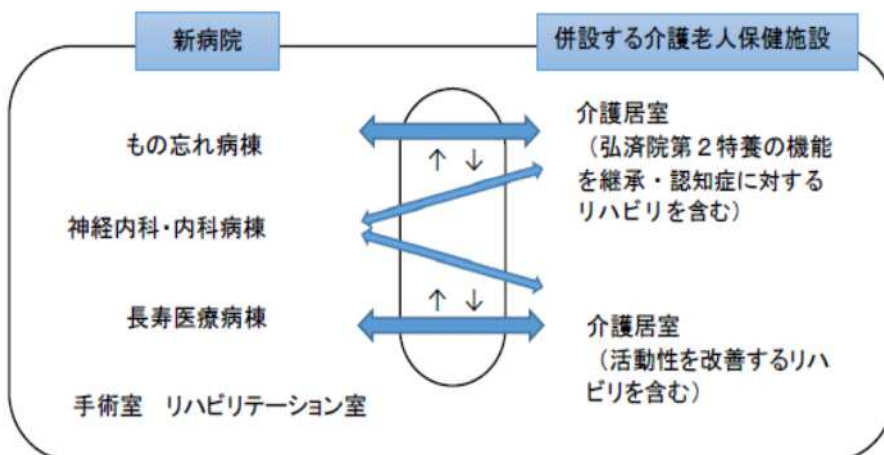 新病院
併設する介護老人保健施設
もの忘れ病棟
神経内科・内科病棟
長寿医療病棟
手術室　リハビリテーション室
↑ ↓
↑ ↓
介護居室
（弘済院第２特養の機能
を継承・認知症に対する
リハビリを含む）
介護居室
（活動性を改善するリハ
ビリを含む）